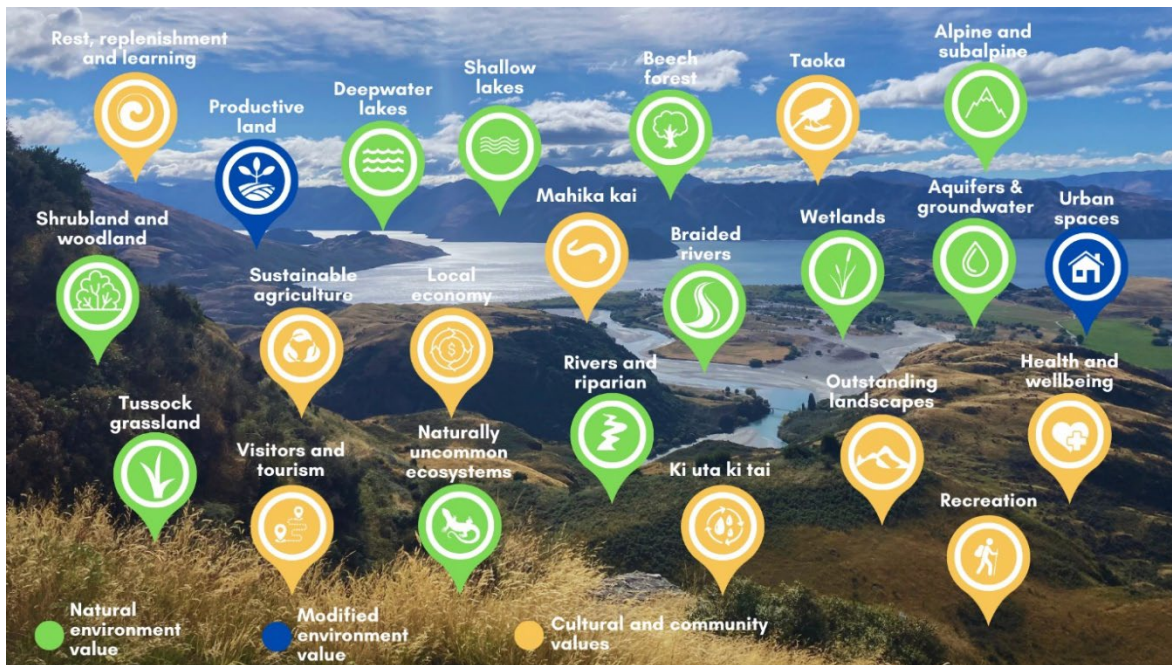 Rest, replenishment
and learning
Productive
land
Deepwater
lakes
Shallow
lakes
Beech
forest
Taoka
Alpine and
subalpine
Shrubland and
woodland
Sustainable
agriculture
Local
economy
Mahika kai
Braided
rivers
Wetlands
Aquifers &
groundwater
Urban
spaces
Tussock
grassland
Visitors and
tourism
Naturally
uncommon
ecosystems
Rivers and
riparian
Ki uta ki tai
Outstanding
landscapes
Health and
wellbeing
Recreation
$
Natural
environment
value
Modified
environment
value
Cultural and community
values